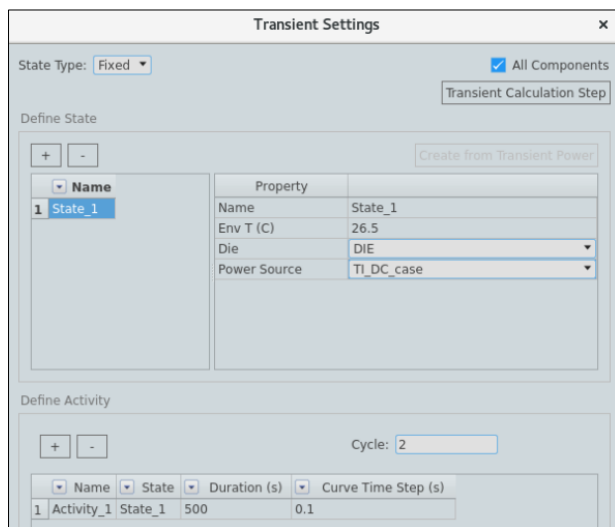 Transient Settings ×
State Type: Fixed
All Components
Transient Calculation Step
Define State
+ -
Create from Transient Power
Name
1 State_1
Property
Name State_1
Env T (C) 26.5
Die DIE
Power Source TI_DC_case
Define Activity
+ -
Cycle: 2
Name State Duration (s) Curve Time Step (s)
1 Activity_1 State_1 500 0.1